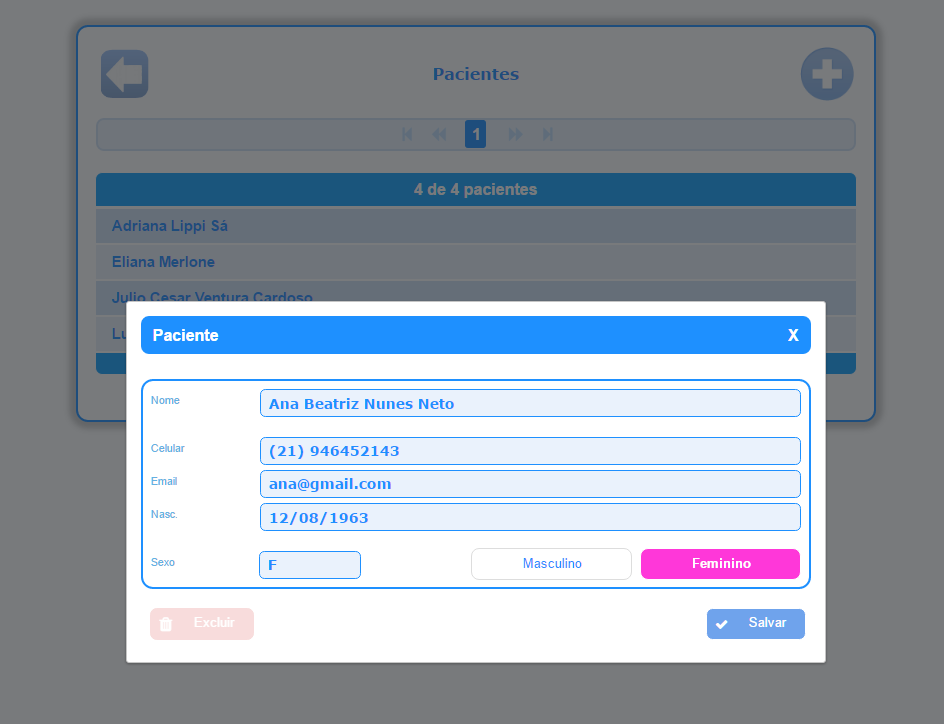 Pacientes
1
4 de 4 pacientes
Adriana Lippi Sá
Eliana Merlone
Julio Cesar Ventura Cardoso
Paciente X
Nome Ana Beatriz Nunes Neto
Celular (21) 946452143
Email ana@gmail.com
Nasc. 12/08/1963
Sexo F Masculino Feminino
Excluir Salvar